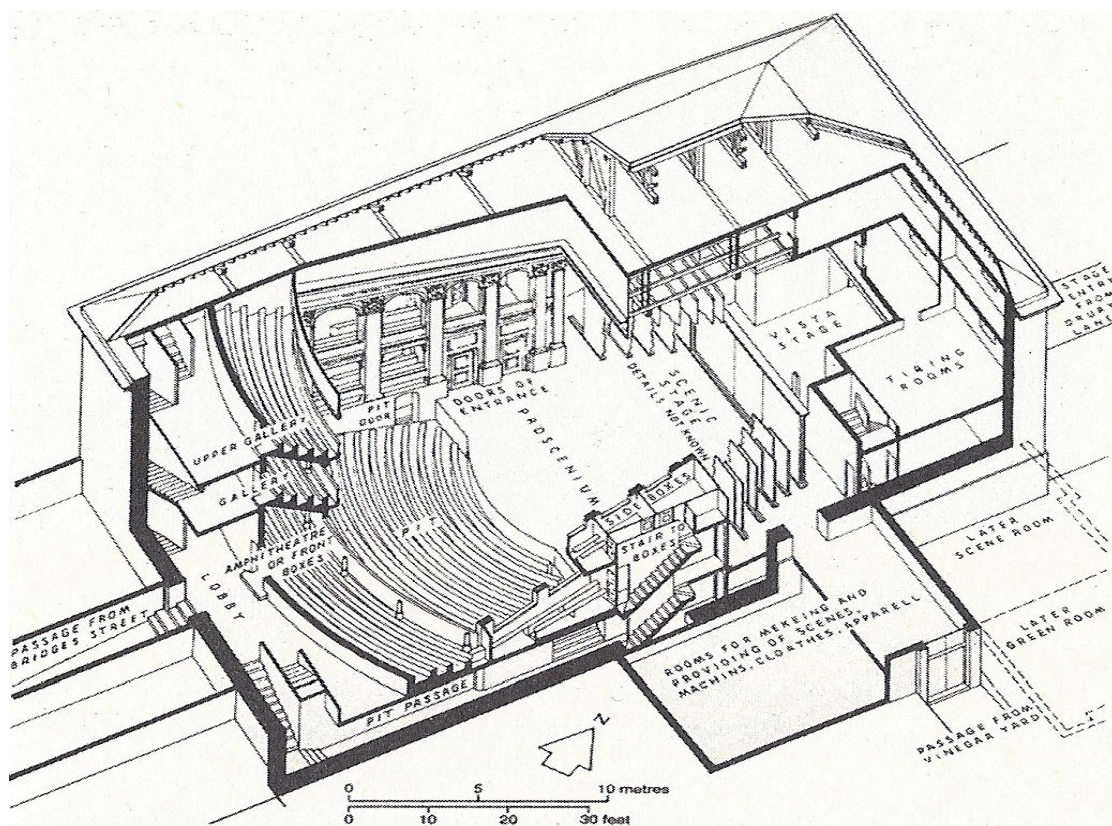 UPPER GALLERY
GALLERY
AMPHITHEATRE
OR FRONT
BOXES
LOBBY
PIT
PIT
DOOR
DOORS OF
ENTRANCE
PROSCENIUM
SCENIC
STAGE
DETAILS NOT KNOWN
VISTA
STAGE
TIRING
ROOMS
STAGE
ENTRY
FROM
DRURY
LANE
SIDE BOXES
STAIR TO
BOXES
LATER
SCENE ROOM
LATER
GREEN ROOM
PASSAGE FROM
BRIDGES STREET
PIT PASSAGE
ROOMS FOR MEKEING AND
PROVIDING OF SCENES,
MACHINS, CLOATHES, APPARELL
PASSAGE FROM
VINEGAR YARD
N
0 5 10 metres
0 10 20 30 feet